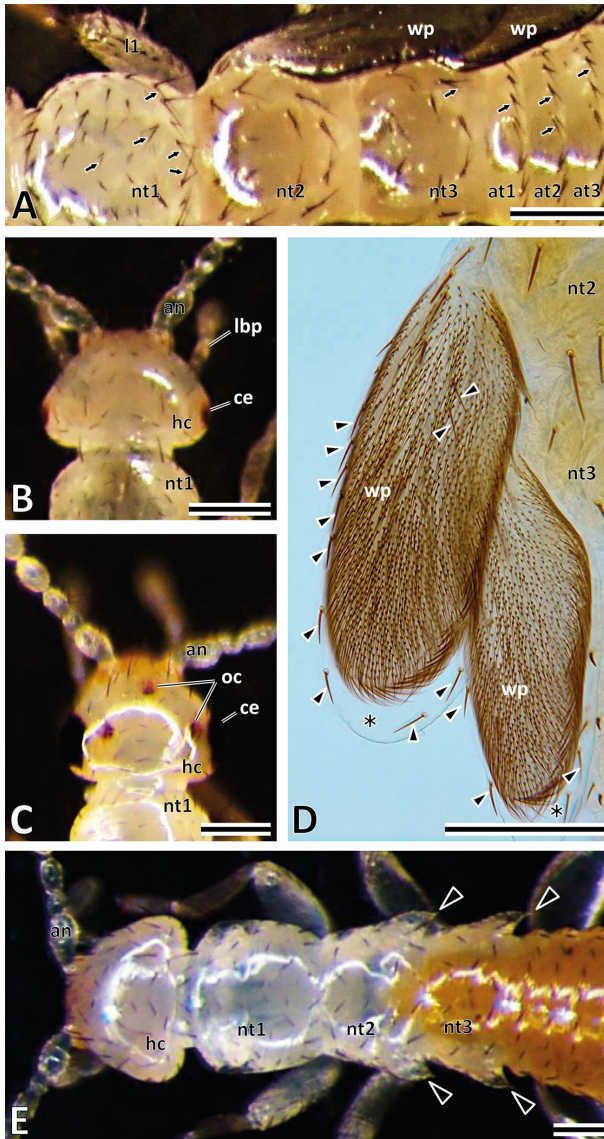 l1
wp
wp
nt1
nt2
nt3
at1
at2
at3
A
an
lbp
ce
hc
nt1
B
an
oc
ce
hc
nt1
C
nt2
nt3
wp
wp
*
*
D
an
hc
nt1
nt2
nt3
E